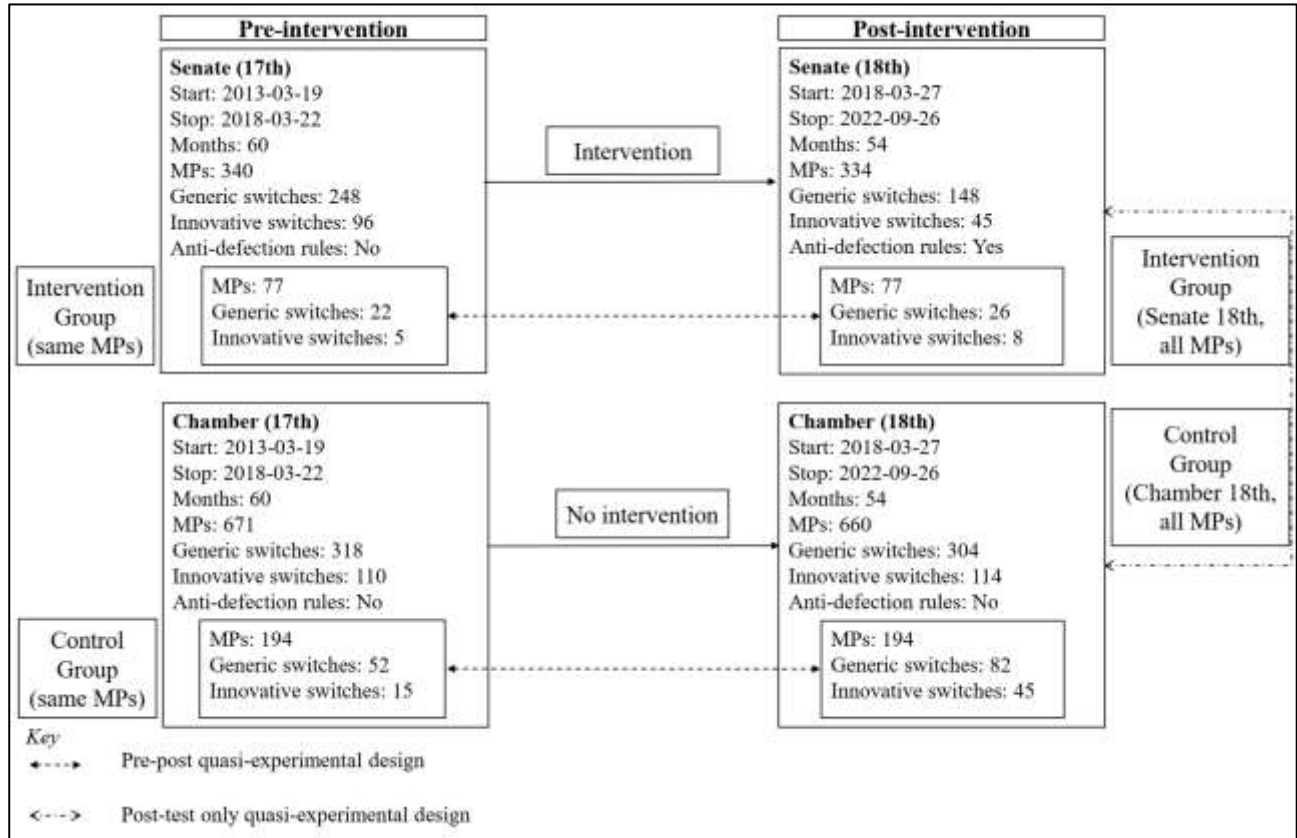 Pre-intervention
Post-intervention
Senate (17th)
Start: 2013-03-19
Stop: 2018-03-22
Months: 60
MPs: 340
Generic switches: 248
Innovative switches: 96
Anti-defection rules: No
MPs: 77
Generic switches: 22
Innovative switches: 5
Intervention
Group
(same MPs)
Intervention
Senate (18th)
Start: 2018-03-27
Stop: 2022-09-26
Months: 54
MPs: 334
Generic switches: 148
Innovative switches: 45
Anti-defection rules: Yes
MPs: 77
Generic switches: 26
Innovative switches: 8
Intervention
Group
(Senate 18th,
all MPs)
Chamber (17th)
Start: 2013-03-19
Stop: 2018-03-22
Months: 60
MPs: 671
Generic switches: 318
Innovative switches: 110
Anti-defection rules: No
MPs: 194
Generic switches: 52
Innovative switches: 15
Control
Group
(same MPs)
No intervention
Chamber (18th)
Start: 2018-03-27
Stop: 2022-09-26
Months: 54
MPs: 660
Generic switches: 304
Innovative switches: 114
Anti-defection rules: No
MPs: 194
Generic switches: 82
Innovative switches: 45
Control
Group
(Chamber 18th,
all MPs)
Key
Pre-post quasi-experimental design
Post-test only quasi-experimental design